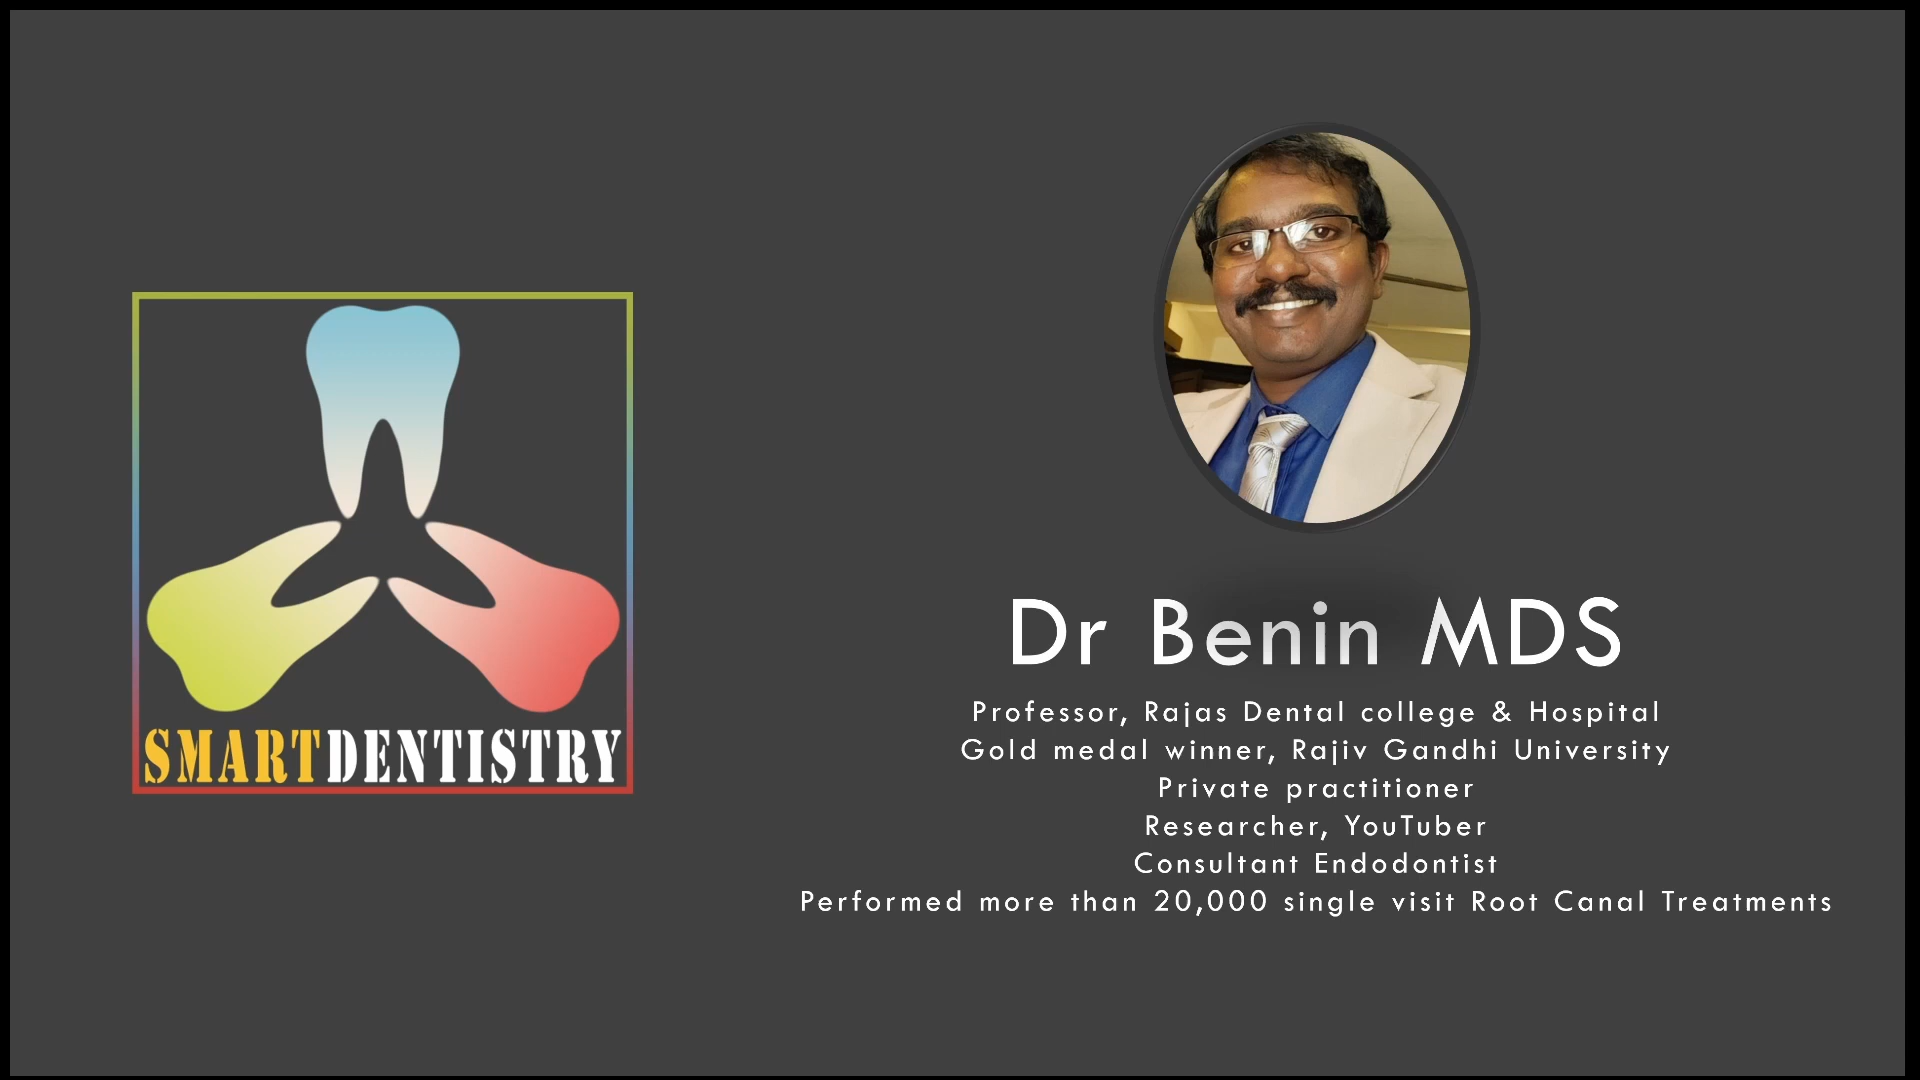 SMARTDENTISTRY
Dr Benin MDS
Professor, Rajas Dental college & Hospital
Gold medal winner, Rajiv Gandhi University
Private practitioner
Researcher, YouTuber
Consultant Endodontist
Performed more than 20,000 single visit Root Canal Treatments